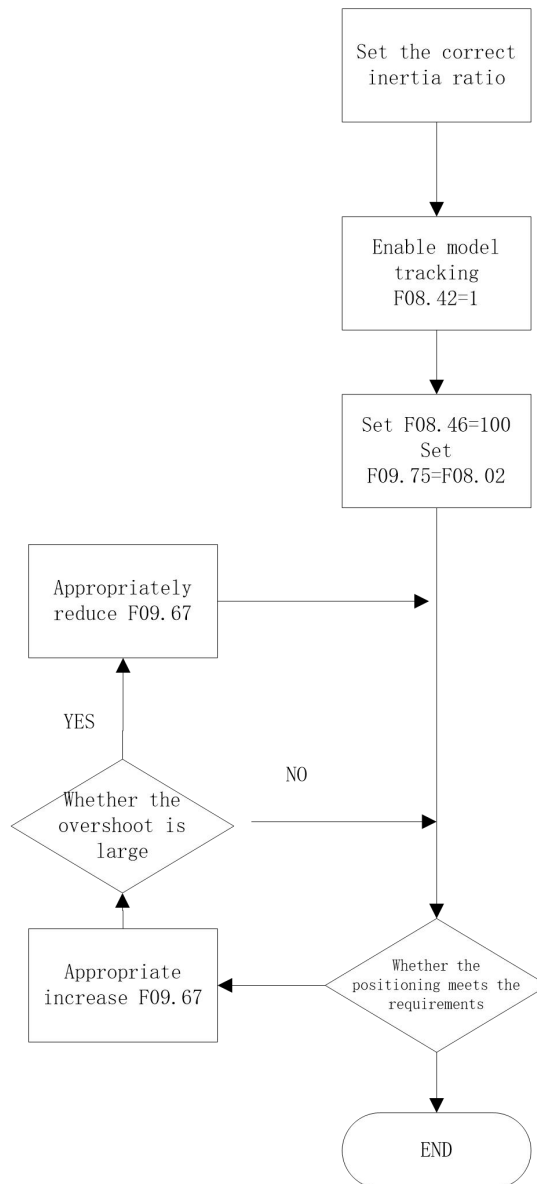 Set the correct
inertia ratio
Enable model
tracking
F08.42=1
Set F08.46=100
Set
F09.75=F08.02
Appropriately
reduce F09.67
YES
NO
Whether the
overshoot is
large
Appropriate
increase F09.67
Whether the
positioning meets the
requirements
END